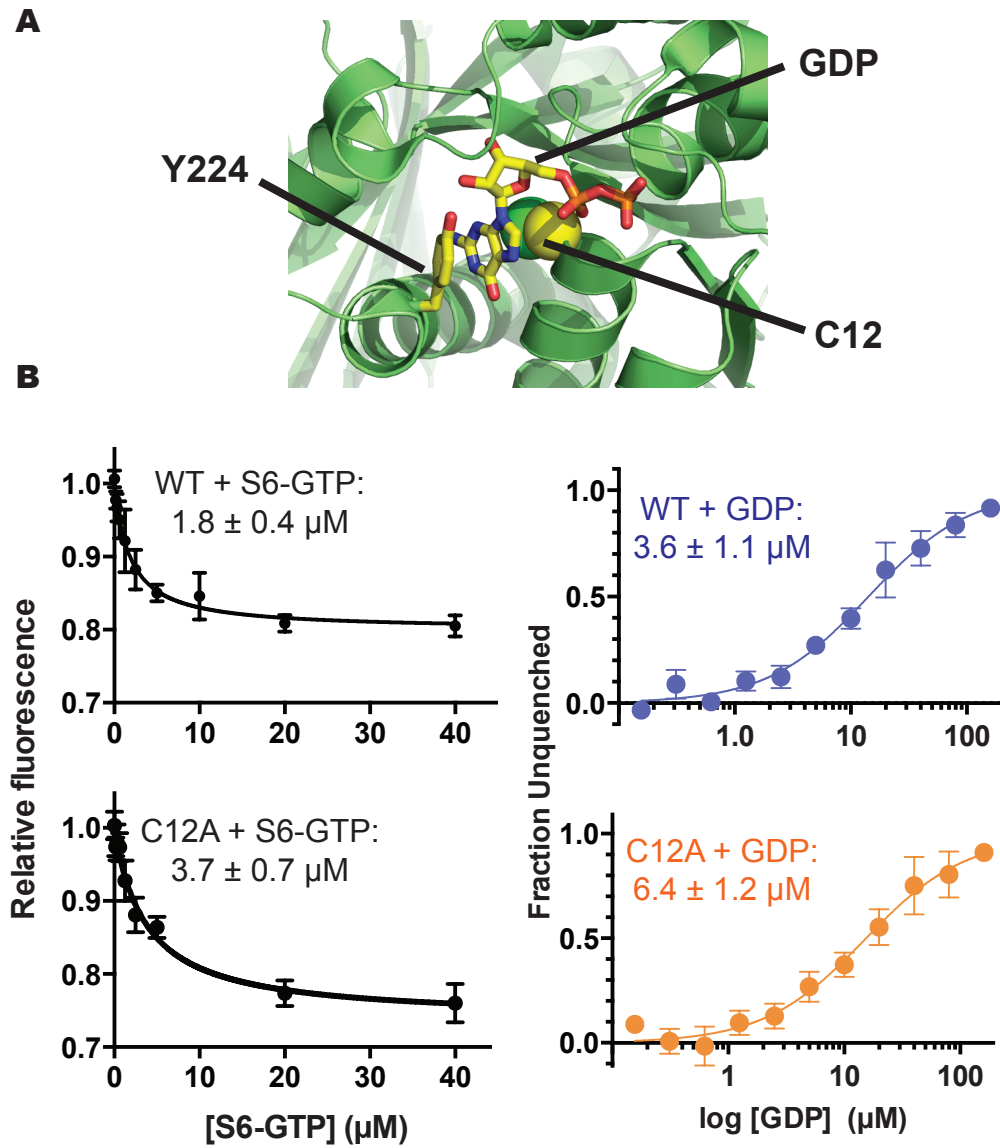 A
GDP
Y224
C12
B
Relative fluorescence
1.0
0.9
0.8
0.7
WT + S6-GTP:
1.8 ± 0.4 µM
0 10 20 30 40
1.0
0.9
0.8
0.7
C12A + S6-GTP:
3.7 ± 0.7 µM
0 10 20 30 40
[S6-GTP] (µM)
Fraction Unquenched
1.0
0.5
0.0
WT + GDP:
3.6 ± 1.1 µM
1.0 10 100
1.0
0.5
0.0
C12A + GDP:
6.4 ± 1.2 µM
1 10 100
log [GDP] (µM)